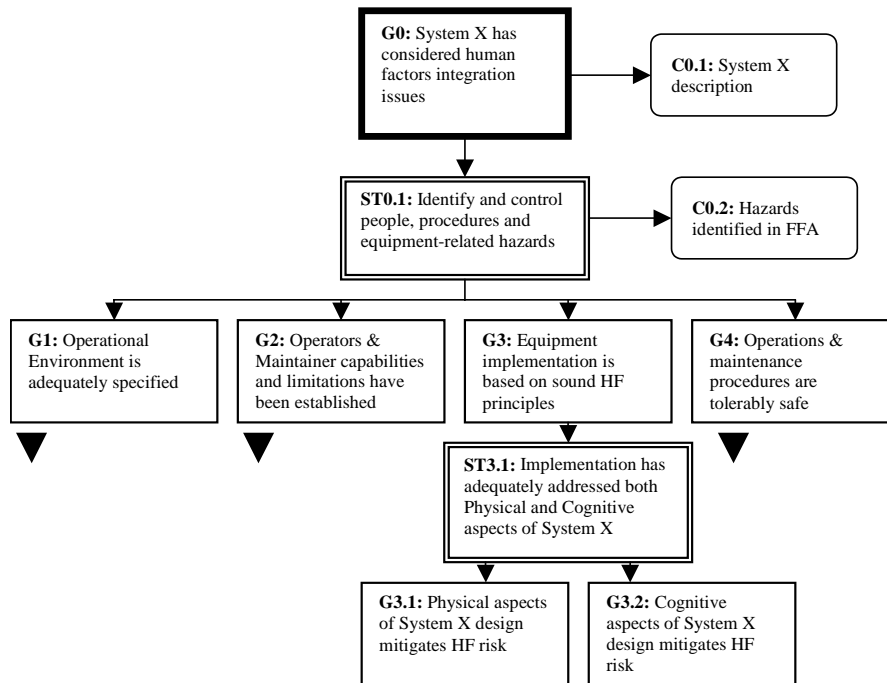 G0: System X has
considered human
factors integration
issues
C0.1: System X
description
ST0.1: Identify and control
people, procedures and
equipment-related hazards
C0.2: Hazards
identified in FFA
G1: Operational
Environment is
adequately specified
G2: Operators &
Maintainer capabilities
and limitations have
been established
G3: Equipment
implementation is
based on sound HF
principles
G4: Operations &
maintenance
procedures are
tolerably safe
ST3.1: Implementation has
adequately addressed both
Physical and Cognitive
aspects of System X
G3.1: Physical aspects
of System X design
mitigates HF risk
G3.2: Cognitive
aspects of System X
design mitigates HF
risk